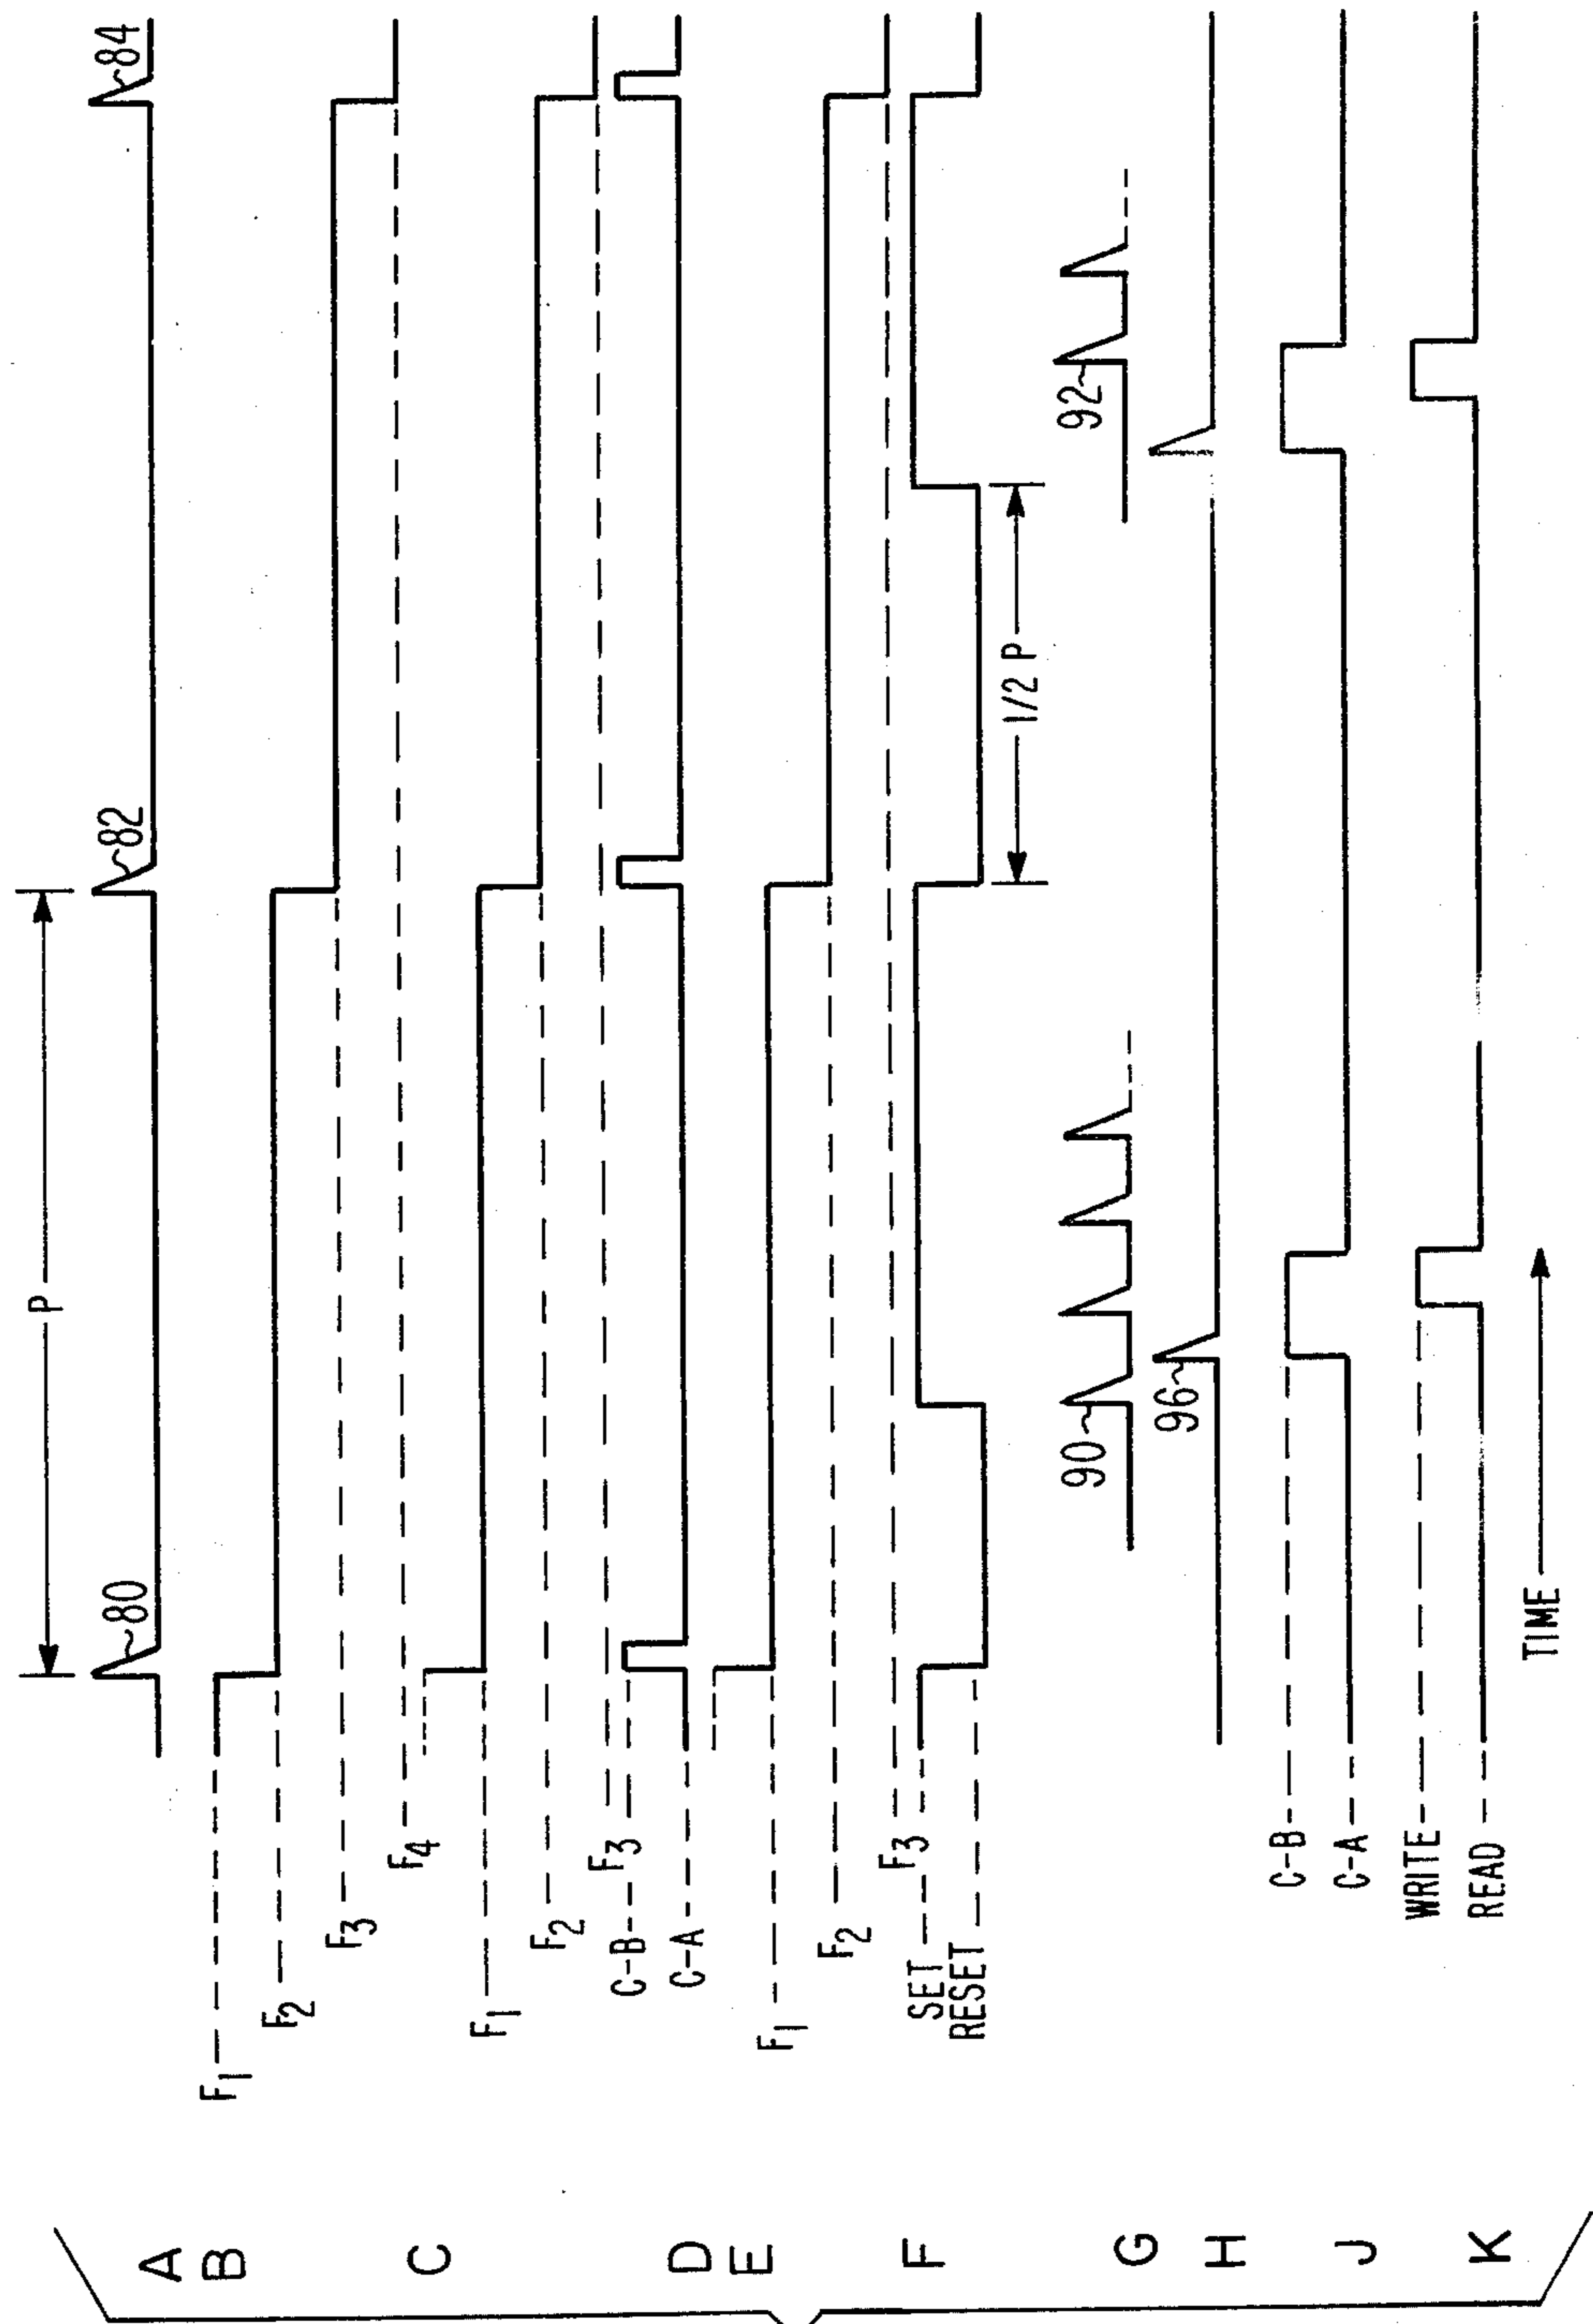 P
A
80
82
84
B
F1
F2
F3
F4
C
F1
F2
F3
D
C-B
C-A
E
F1
F2
F3
F
SET
RESET
1/2 P
G
90
92
H
96
J
C-B
C-A
K
WRITE
READ
TIME